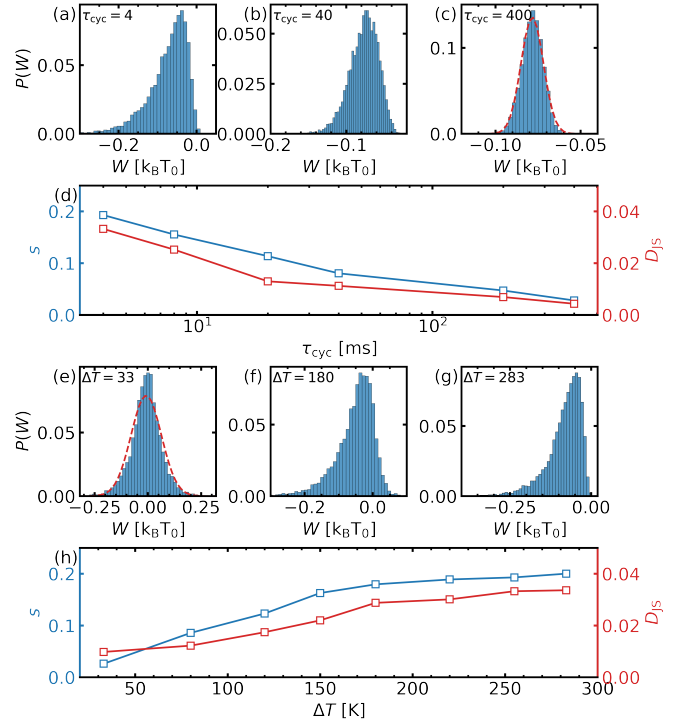 (a) τcyc = 4
(b) τcyc = 40
(c) τcyc = 400
P(W)
0.05
0.00
0.050
0.025
0.000
0.1
0.0
−0.2 0.0
−0.2 −0.1
−0.10 −0.05
W [kBT0] W [kBT0] W [kBT0]
(d)
s
0.2
0.1
0.0
0.04
0.02
0.00
DJS
10¹ 10²
τcyc [ms]
(e) ΔT = 33
(f) ΔT = 180
(g) ΔT = 283
P(W)
0.05
0.00
0.05
0.00
0.05
0.00
−0.25 0.00 0.25
−0.2 0.0
−0.25 0.00
W [kBT0] W [kBT0] W [kBT0]
(h)
s
0.2
0.1
0.0
0.04
0.02
0.00
DJS
50 100 150 200 250 300
ΔT [K]